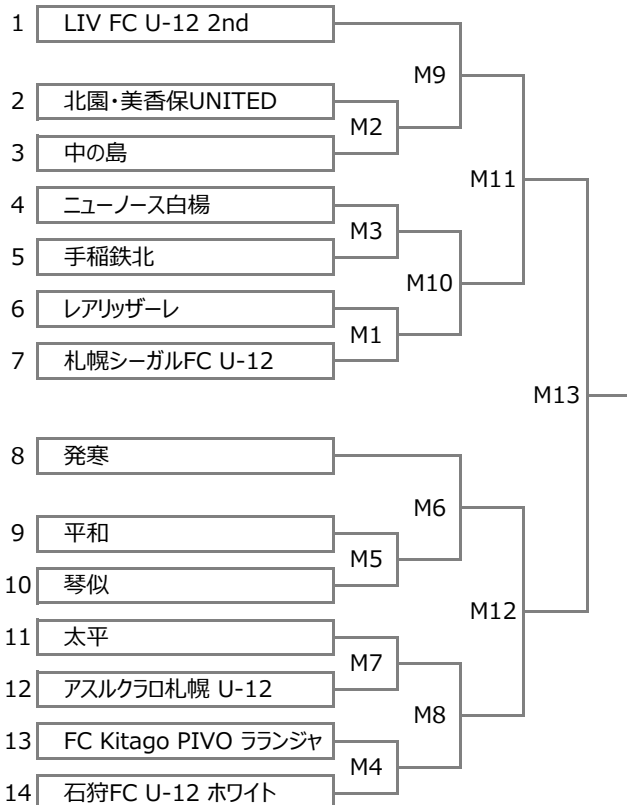 1 LIV FC U-12 2nd
M9
2 北園・美香保UNITED
M2
3 中の島
M11
4 ニューノース白楊
M3
5 手稲鉄北
M10
6 レアリッザーレ
M1
7 札幌シーガルFC U-12
M13
8 発寒
M6
9 平和
M5
10 琴似
M12
11 太平
M7
12 アスルクラロ札幌 U-12
M8
13 FC Kitago PIVO ラランジャ
M4
14 石狩FC U-12 ホワイト